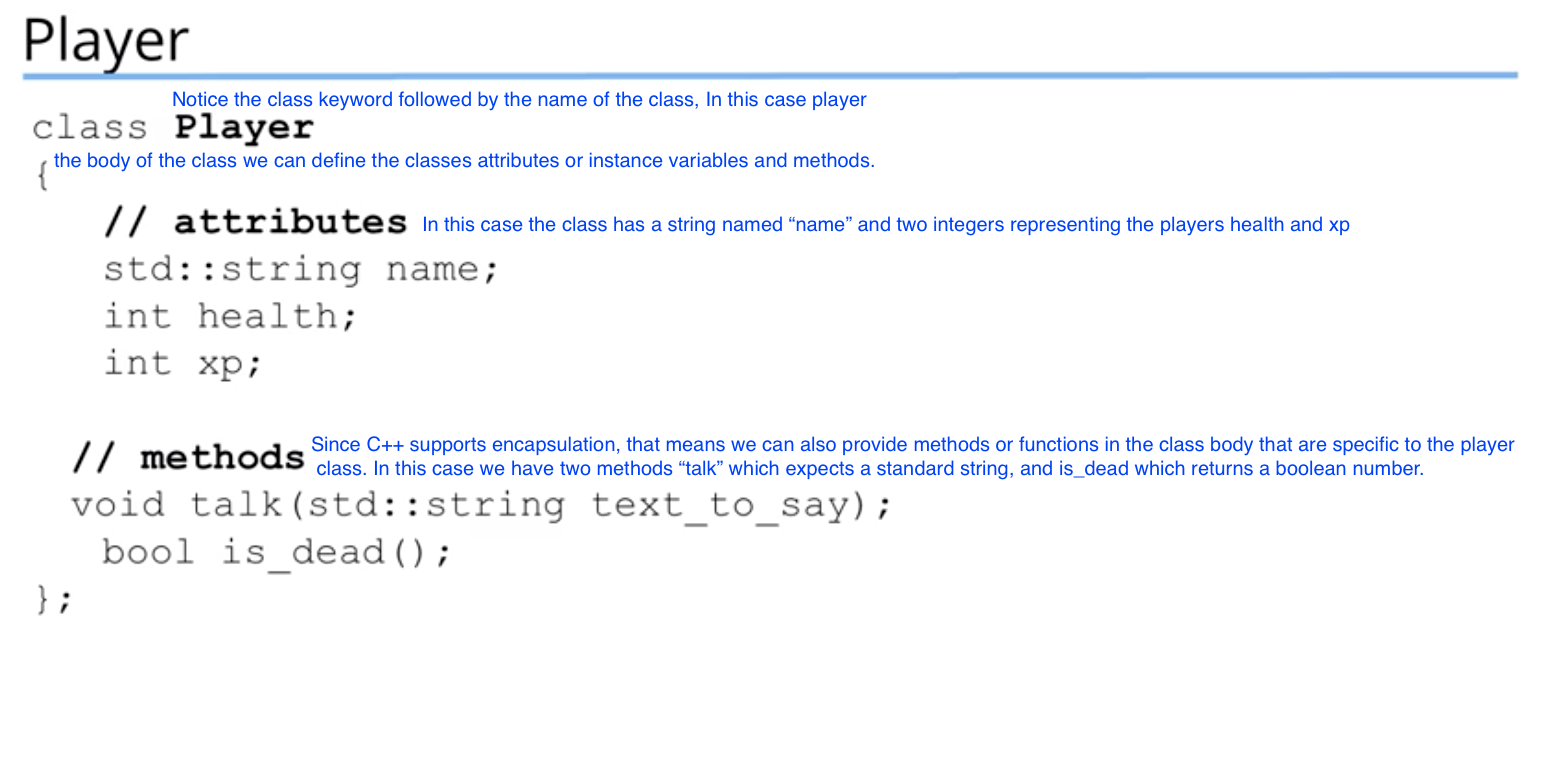 Player
Notice the class keyword followed by the name of the class, In this case player
class Player
{ the body of the class we can define the classes attributes or instance variables and methods.
// attributes In this case the class has a string named “name” and two integers representing the players health and xp
std::string name;
int health;
int xp;
// methods Since C++ supports encapsulation, that means we can also provide methods or functions in the class body that are specific to the player
class. In this case we have two methods “talk” which expects a standard string, and is_dead which returns a boolean number.
void talk(std::string text_to_say);
bool is_dead();
};